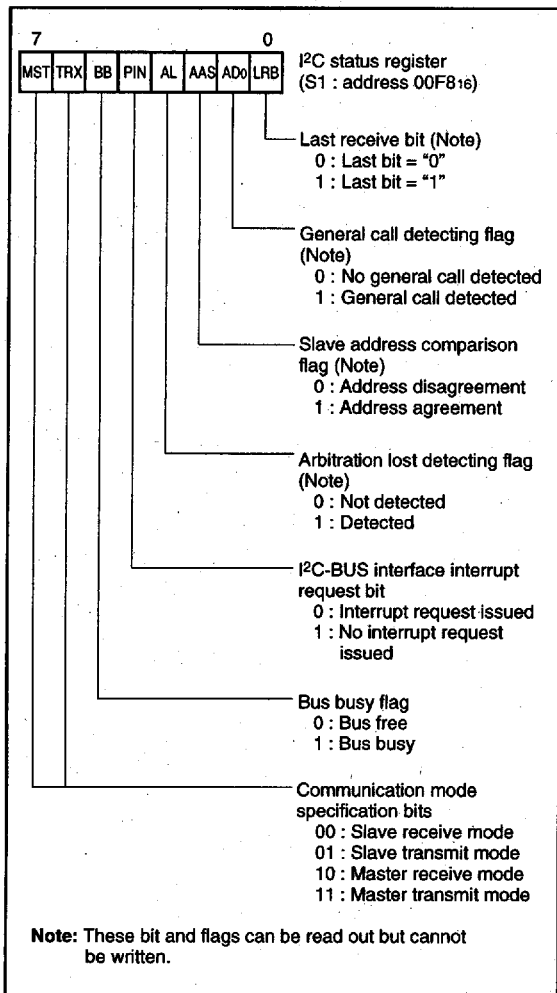 7 0
MST TRX BB PIN AL AAS AD0 LRB
I²C status register
(S1 : address 00F8₁₆)
Last receive bit (Note)
0 : Last bit = “0”
1 : Last bit = “1”
General call detecting flag
(Note)
0 : No general call detected
1 : General call detected
Slave address comparison
flag (Note)
0 : Address disagreement
1 : Address agreement
Arbitration lost detecting flag
(Note)
0 : Not detected
1 : Detected
I²C-BUS interface interrupt
request bit
0 : Interrupt request issued
1 : No interrupt request
issued
Bus busy flag
0 : Bus free
1 : Bus busy
Communication mode
specification bits
00 : Slave receive mode
01 : Slave transmit mode
10 : Master receive mode
11 : Master transmit mode
Note: These bit and flags can be read out but cannot
be written.